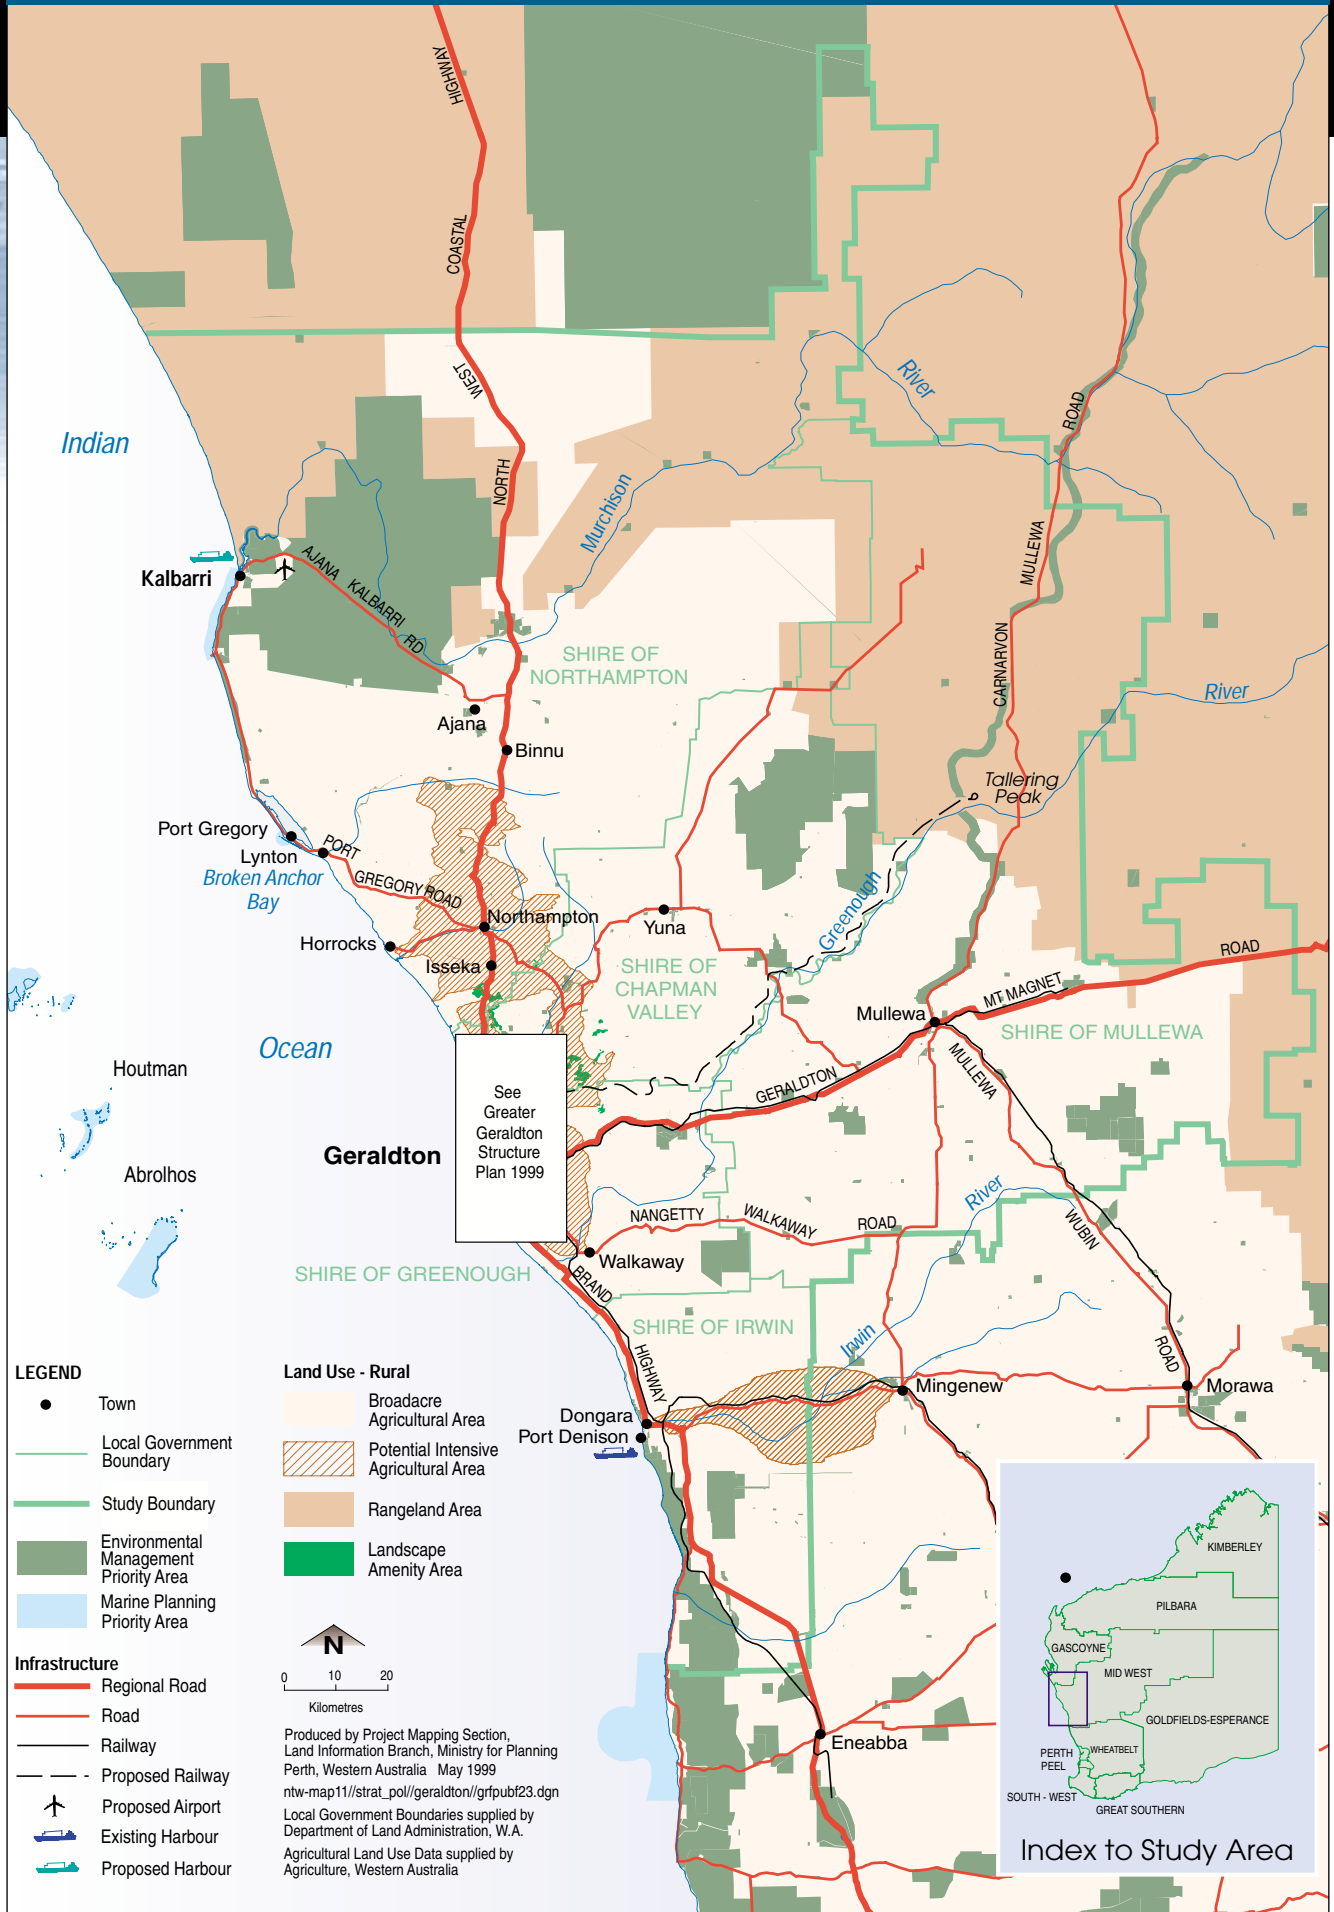 HIGHWAY
COASTAL
WEST
NORTH
Indian
River
ROAD
Murchison
MULLEWA
Kalbarri
AJANA KALBARRI RD
SHIRE OF
NORTHAMPTON
CARNARVON
River
Ajana
Binnu
Tallering
Peak
Port Gregory
Lynton
PORT
GREGORY ROAD
Broken Anchor
Bay
Greenough
Northampton
Yuna
Horrocks
Isseka
SHIRE OF
CHAPMAN
VALLEY
ROAD
MT MAGNET
Mullewa
SHIRE OF MULLEWA
Ocean
Houtman
MULLEWA
GERALDTON
See
Greater
Geraldton
Structure
Plan 1999
Geraldton
Abrolhos
River
NANGETTY
WALKAWAY
ROAD
WUBIN
Walkaway
SHIRE OF GREENOUGH
BRAND
SHIRE OF IRWIN
Irwin
HIGHWAY
ROAD
Mingenew
Morawa
Dongara
Port Denison
Eneabba
LEGEND
Town
Local Government
Boundary
Study Boundary
Environmental
Management
Priority Area
Marine Planning
Priority Area
Infrastructure
Regional Road
Road
Railway
Proposed Railway
Proposed Airport
Existing Harbour
Proposed Harbour
Land Use - Rural
Broadacre
Agricultural Area
Potential Intensive
Agricultural Area
Rangeland Area
Landscape
Amenity Area
N
0 10 20
Kilometres
Produced by Project Mapping Section,
Land Information Branch, Ministry for Planning
Perth, Western Australia May 1999
ntw-map11//strat_pol//geraldton//grfpubf23.dgn
Local Government Boundaries supplied by
Department of Land Administration, W.A.
Agricultural Land Use Data supplied by
Agriculture, Western Australia
KIMBERLEY
PILBARA
GASCOYNE
MID WEST
GOLDFIELDS-ESPERANCE
PERTH
PEEL
WHEATBELT
SOUTH - WEST
GREAT SOUTHERN
Index to Study Area